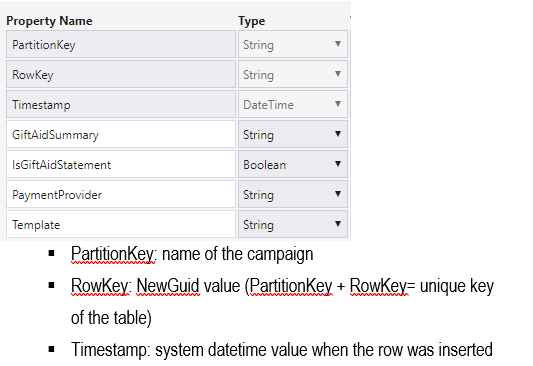 Property Name Type
PartitionKey String
RowKey String
Timestamp DateTime
GiftAidSummary String
IsGiftAidStatement Boolean
PaymentProvider String
Template String
▪ PartitionKey: name of the campaign
▪ RowKey: NewGuid value (PartitionKey + RowKey= unique key
of the table)
▪ Timestamp: system datetime value when the row was inserted